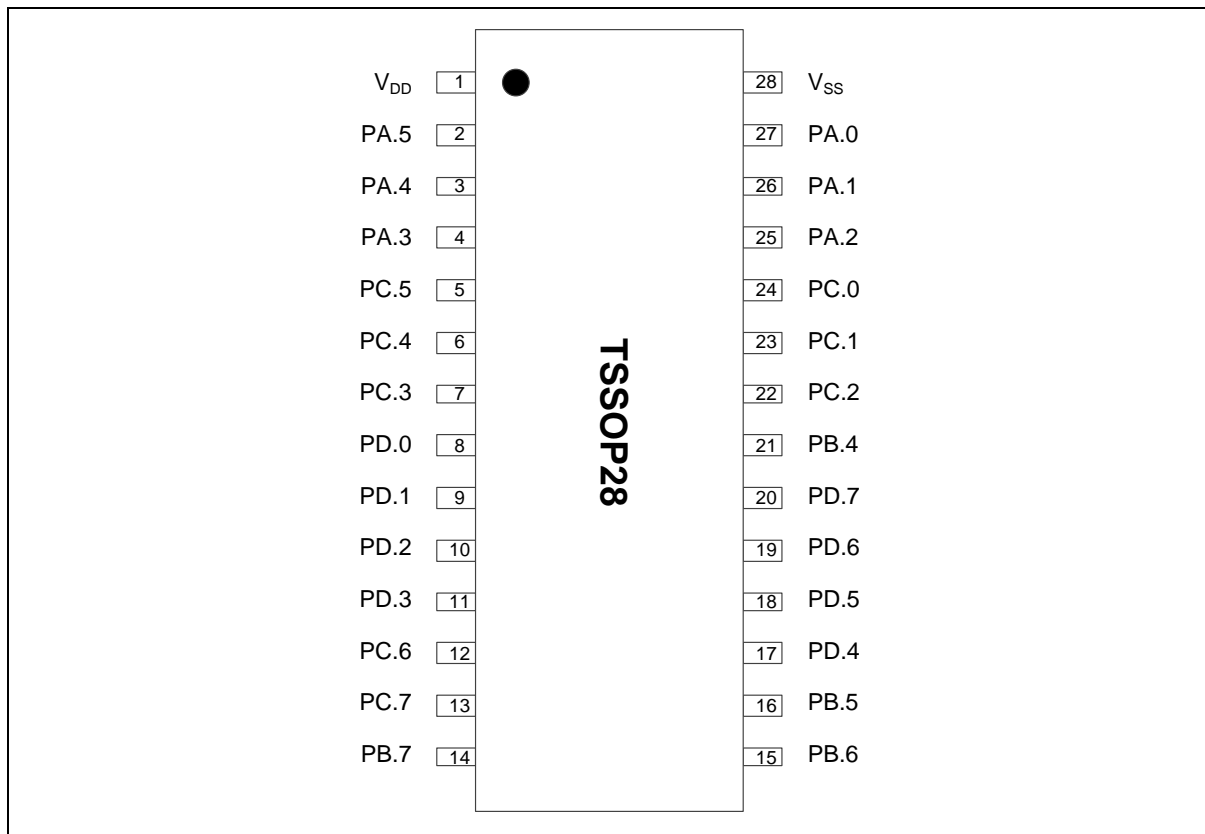 V_DD 1 28 V_SS
PA.5 2 27 PA.0
PA.4 3 26 PA.1
PA.3 4 25 PA.2
PC.5 5 24 PC.0
PC.4 6 23 PC.1
PC.3 7 22 PC.2
PD.0 8 21 PB.4
PD.1 9 20 PD.7
PD.2 10 19 PD.6
PD.3 11 18 PD.5
PC.6 12 17 PD.4
PC.7 13 16 PB.5
PB.7 14 15 PB.6
TSSOP28